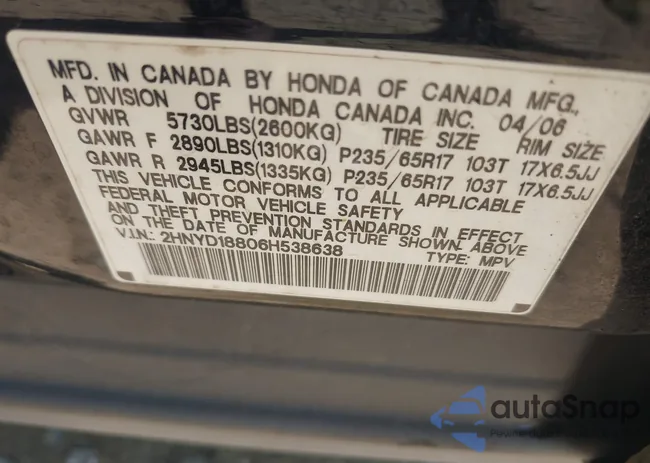 MFD. IN CANADA BY HONDA OF CANADA MFG.,
A DIVISION OF HONDA CANADA INC. 04/06
GVWR 5730LBS(2600KG) TIRE SIZE RIM SIZE
GAWR F 2890LBS(1310KG) P235/65R17 103T 17X6.5JJ
GAWR R 2945LBS(1335KG) P235/65R17 103T 17X6.5JJ
THIS VEHICLE CONFORMS TO ALL APPLICABLE
FEDERAL MOTOR VEHICLE SAFETY
AND THEFT PREVENTION STANDARDS IN EFFECT
ON THE DATE OF MANUFACTURE SHOWN ABOVE
V.I.N.: 2HNYD18806H538638 TYPE: MPV
autoSnap